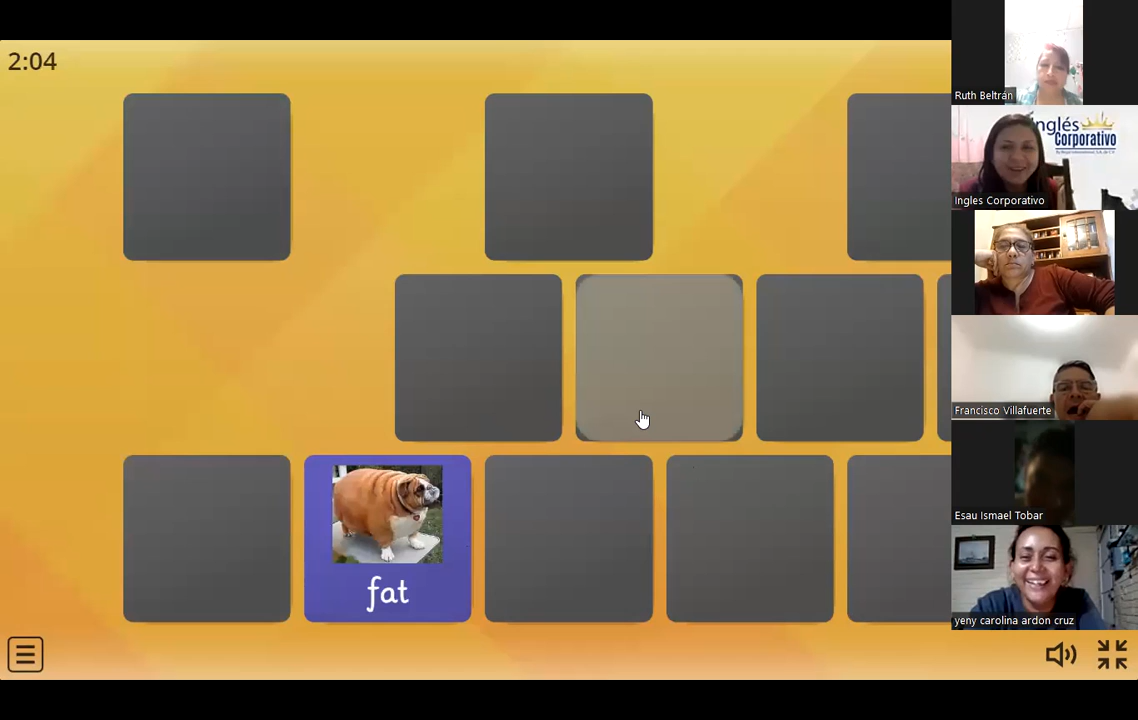 2:04
Ruth Beltrán
Inglés
Corporativo
Ingles Corporativo
Francisco Villafuerte
fat
Esau Ismael Tobar
yeny carolina ardon cruz